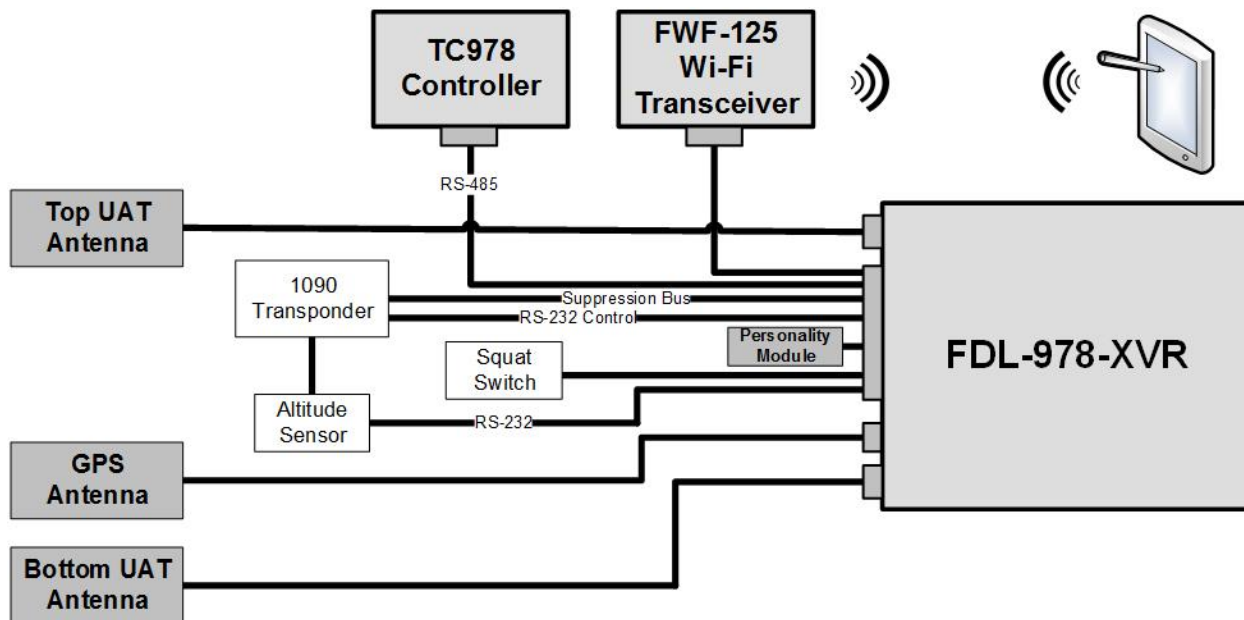 TC978
Controller
FWF-125
Wi-Fi
Transceiver
RS-485
Top UAT
Antenna
1090
Transponder
Suppression Bus
RS-232 Control
Personality
Module
Squat
Switch
FDL-978-XVR
Altitude
Sensor
RS-232
GPS
Antenna
Bottom UAT
Antenna